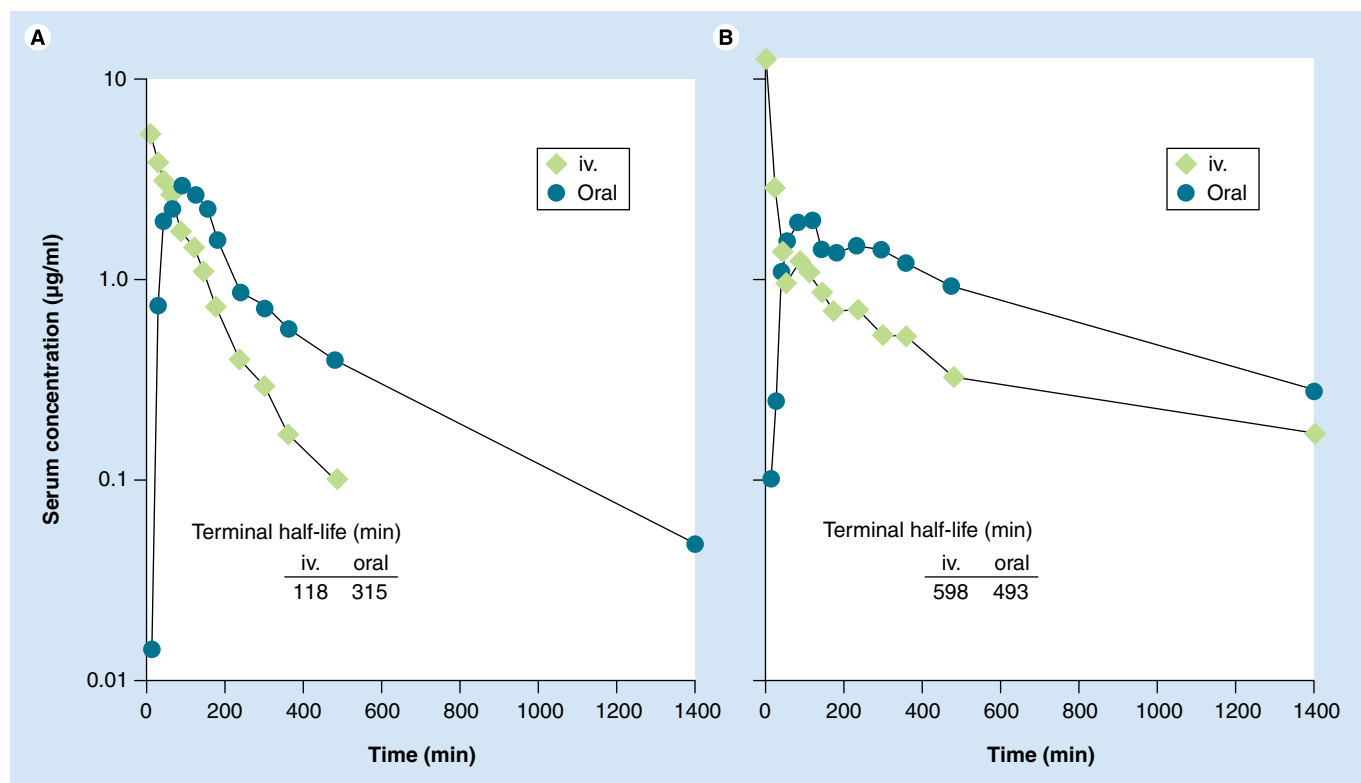 A
B
10
1.0
0.1
0.01
Serum concentration (µg/ml)
iv.
Oral
Terminal half-life (min)
iv. oral
118 315
0 200 400 600 800 1000 1200 1400
Time (min)
iv.
Oral
Terminal half-life (min)
iv. oral
598 493
0 200 400 600 800 1000 1200 1400
Time (min)